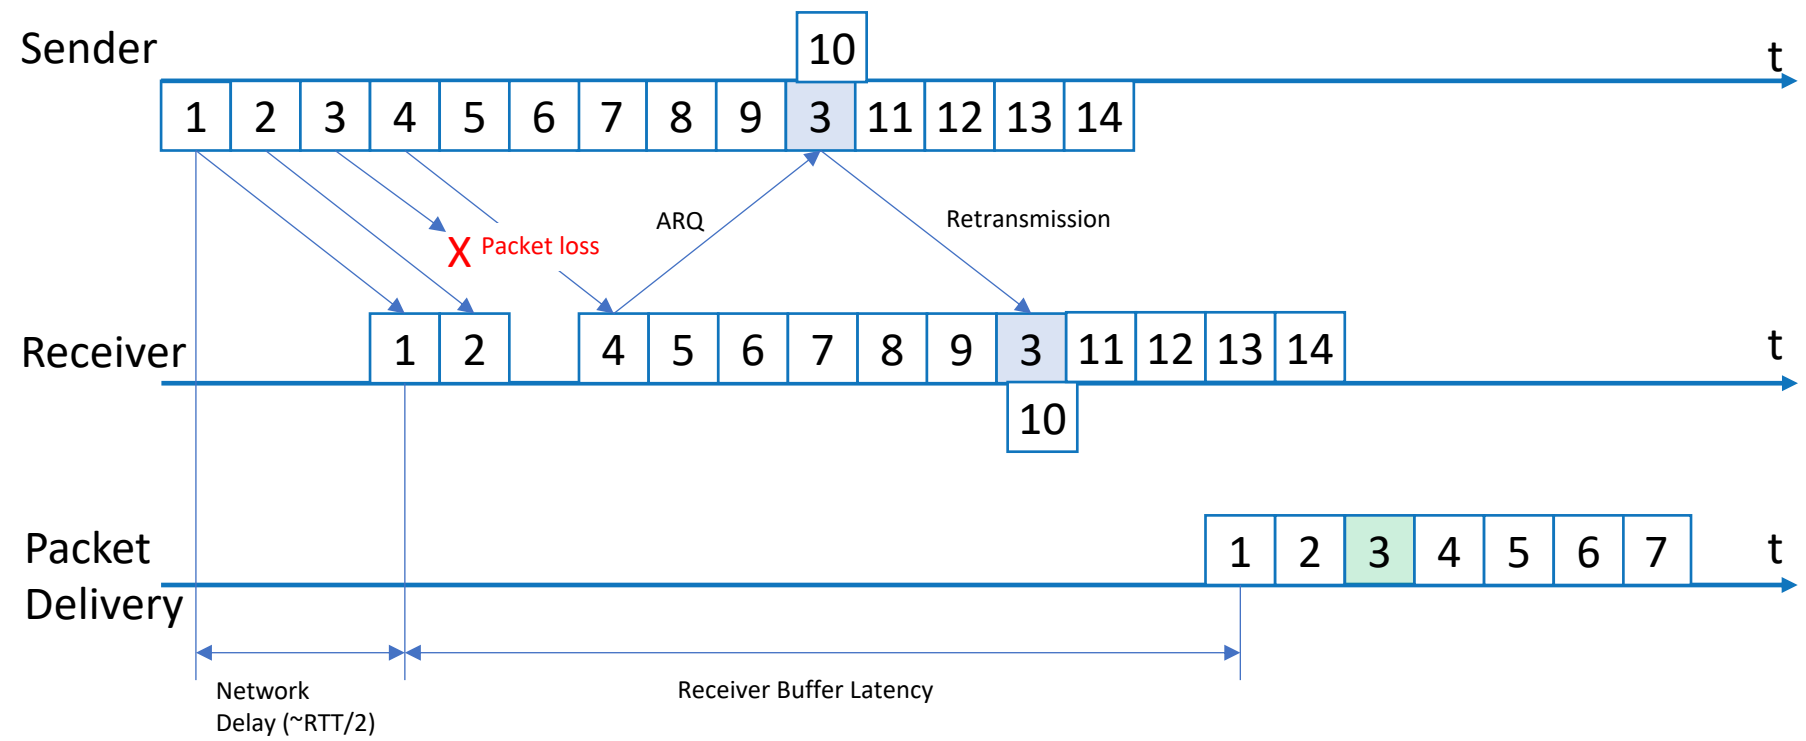 Sender
10
t
1 2 3 4 5 6 7 8 9 3 11 12 13 14
ARQ
Retransmission
X Packet loss
Receiver
1 2 4 5 6 7 8 9 3 11 12 13 14
t
10
Packet
Delivery
1 2 3 4 5 6 7
t
Network
Delay (~RTT/2)
Receiver Buffer Latency